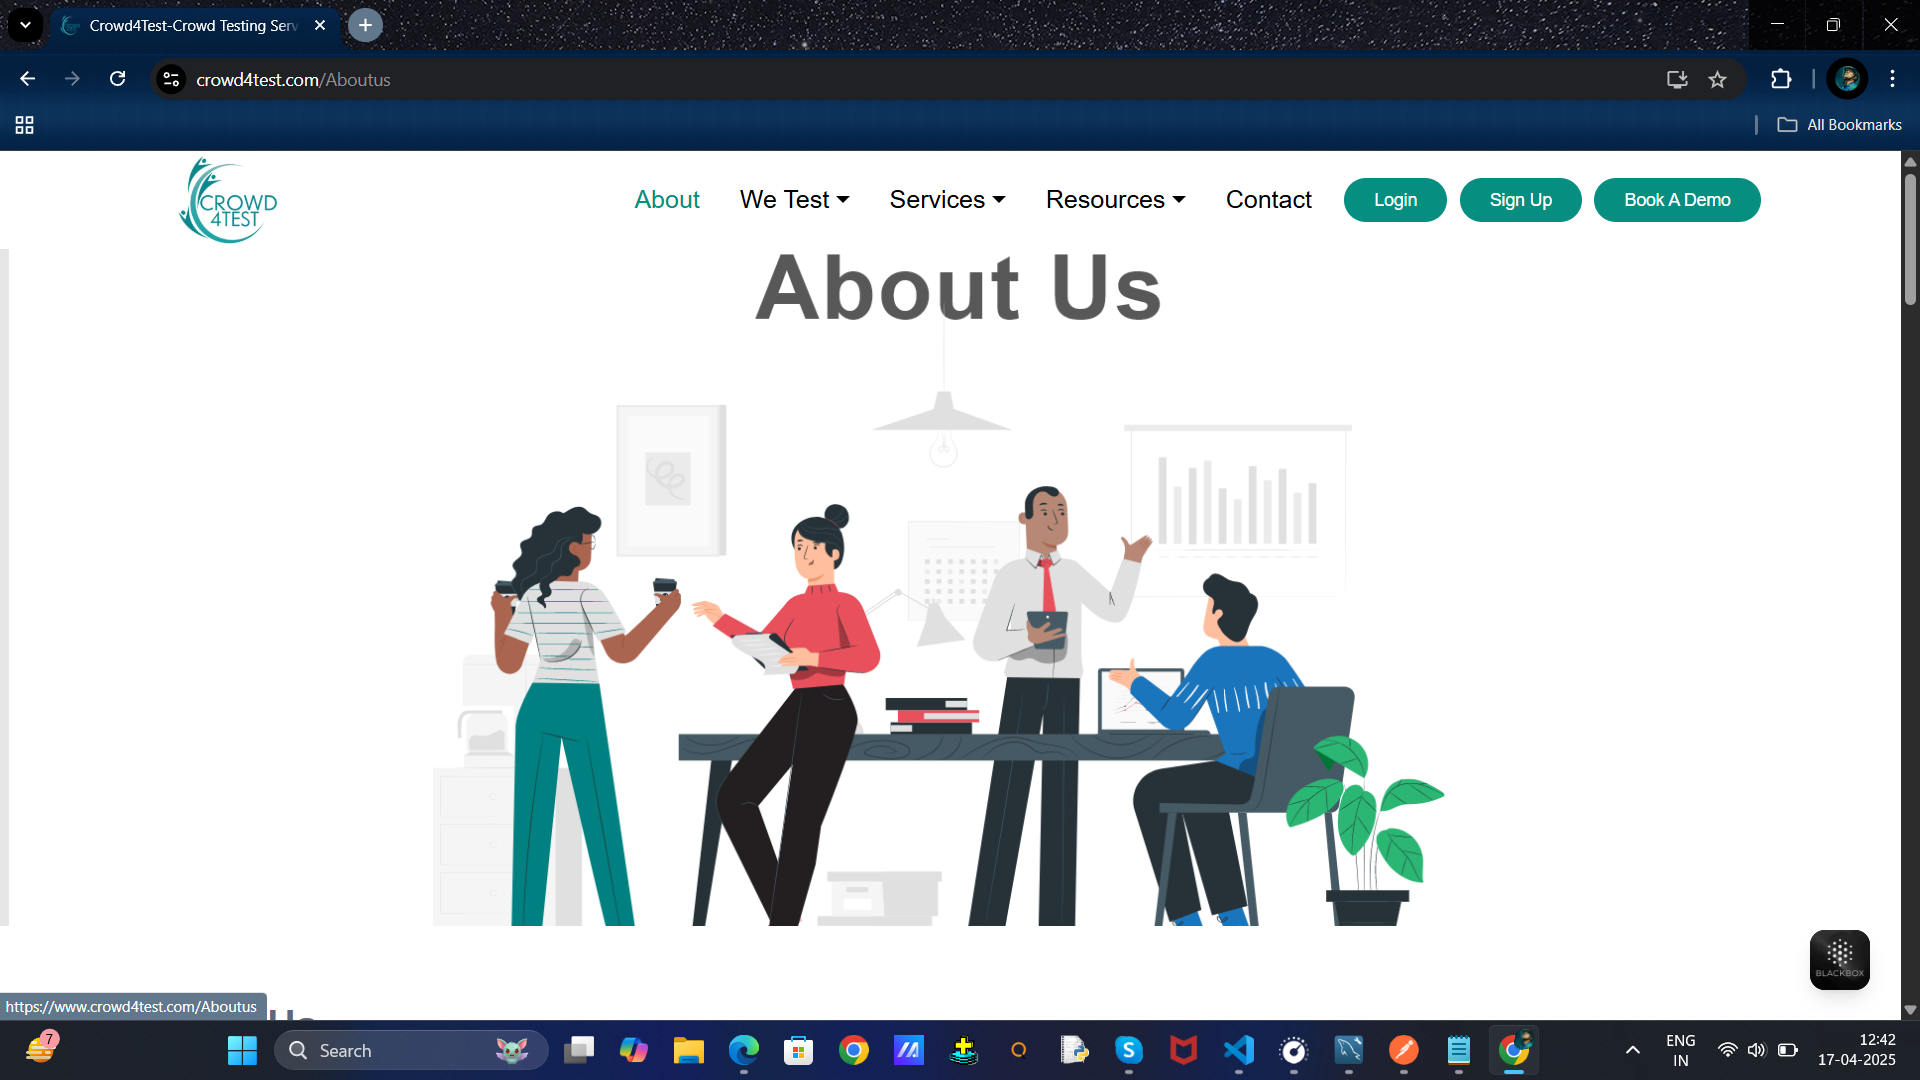 Crowd4Test-Crowd Testing Serv
crowd4test.com/Aboutus
All Bookmarks
CROWD
4TEST
About
We Test
Services
Resources
Contact
Login
Sign Up
Book A Demo
About Us
BLACKBOX
https://www.crowd4test.com/Aboutus
7
Search
ENG
IN
12:42
17-04-2025